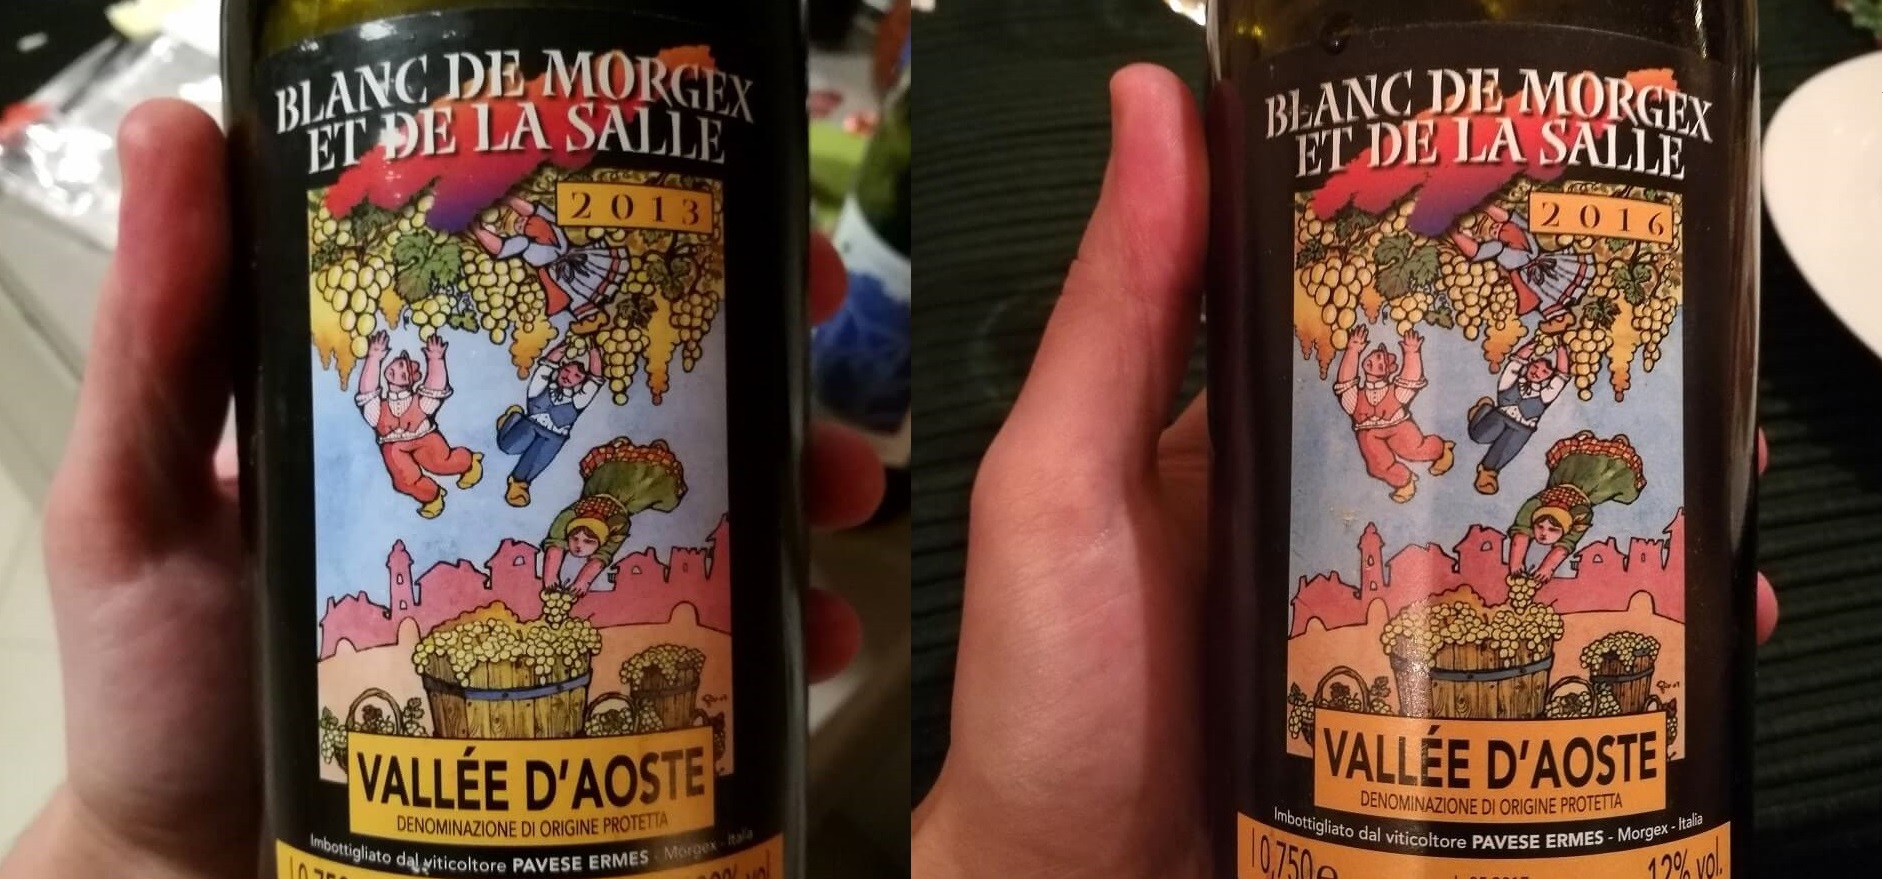 BLANC DE MORGEX
ET DE LA SALLE
2013
VALLÉE D'AOSTE
DENOMINAZIONE DI ORIGINE PROTETTA
Imbottigliato dal viticoltore PAVESE ERMES - Morgex - Italia
BLANC DE MORGEX
ET DE LA SALLE
2016
VALLÉE D'AOSTE
DENOMINAZIONE DI ORIGINE PROTETTA
Imbottigliato dal viticoltore PAVESE ERMES - Morgex - Italia
0,750 e 12% vol.